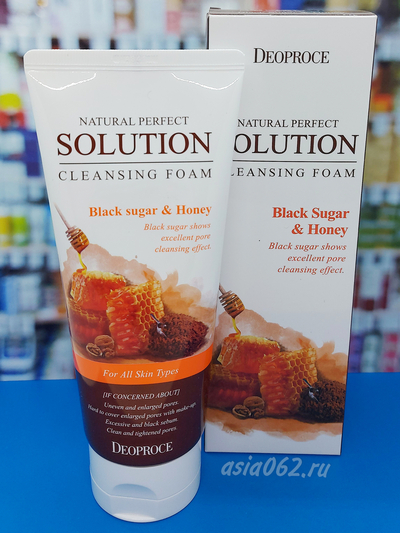 NATURAL PERFECT
SOLUTION
CLEANSING FOAM
Black sugar & Honey
Black sugar shows
excellent pore
cleansing effect.
For All Skin Types
[IF CONCERNED ABOUT]
Uneven and enlarged pores.
Hard to cover enlarged pores with make-up.
Excessive and black sebum.
Clean and tightened pores.
DEOPROCE
DEOPROCE
NATURAL PERFECT
OLUTION
CLEANSING FOAM
Black Sugar
& Honey
Black sugar shows
excellent pore
cleansing effect.
asia062.ru